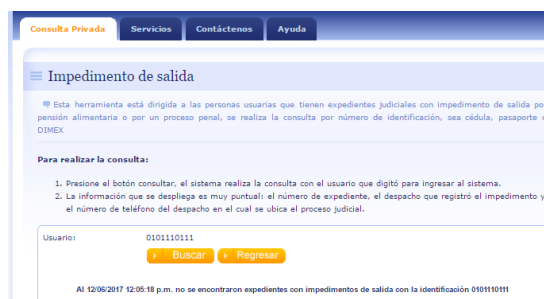 Consulta Privada Servicios Contáctenos Ayuda
Impedimento de salida
Esta herramienta está dirigida a las personas usuarias que tienen expedientes judiciales con impedimento de salida po
pensión alimentaria o por un proceso penal, se realiza la consulta por número de identificación, sea cédula, pasaporte
DIMEX
Para realizar la consulta:
1. Presione el botón consultar, el sistema realiza la consulta con el usuario que digitó para ingresar al sistema.
2. La información que se despliega es muy puntual: el número de expediente, el despacho que registró el impedimento y
el número de teléfono del despacho en el cual se ubica el proceso judicial.
Usuario: 0101110111
Buscar Regresar
Al 12/06/2017 12:05:18 p.m. no se encontraron expedientes con impedimentos de salida con la identificación 0101110111